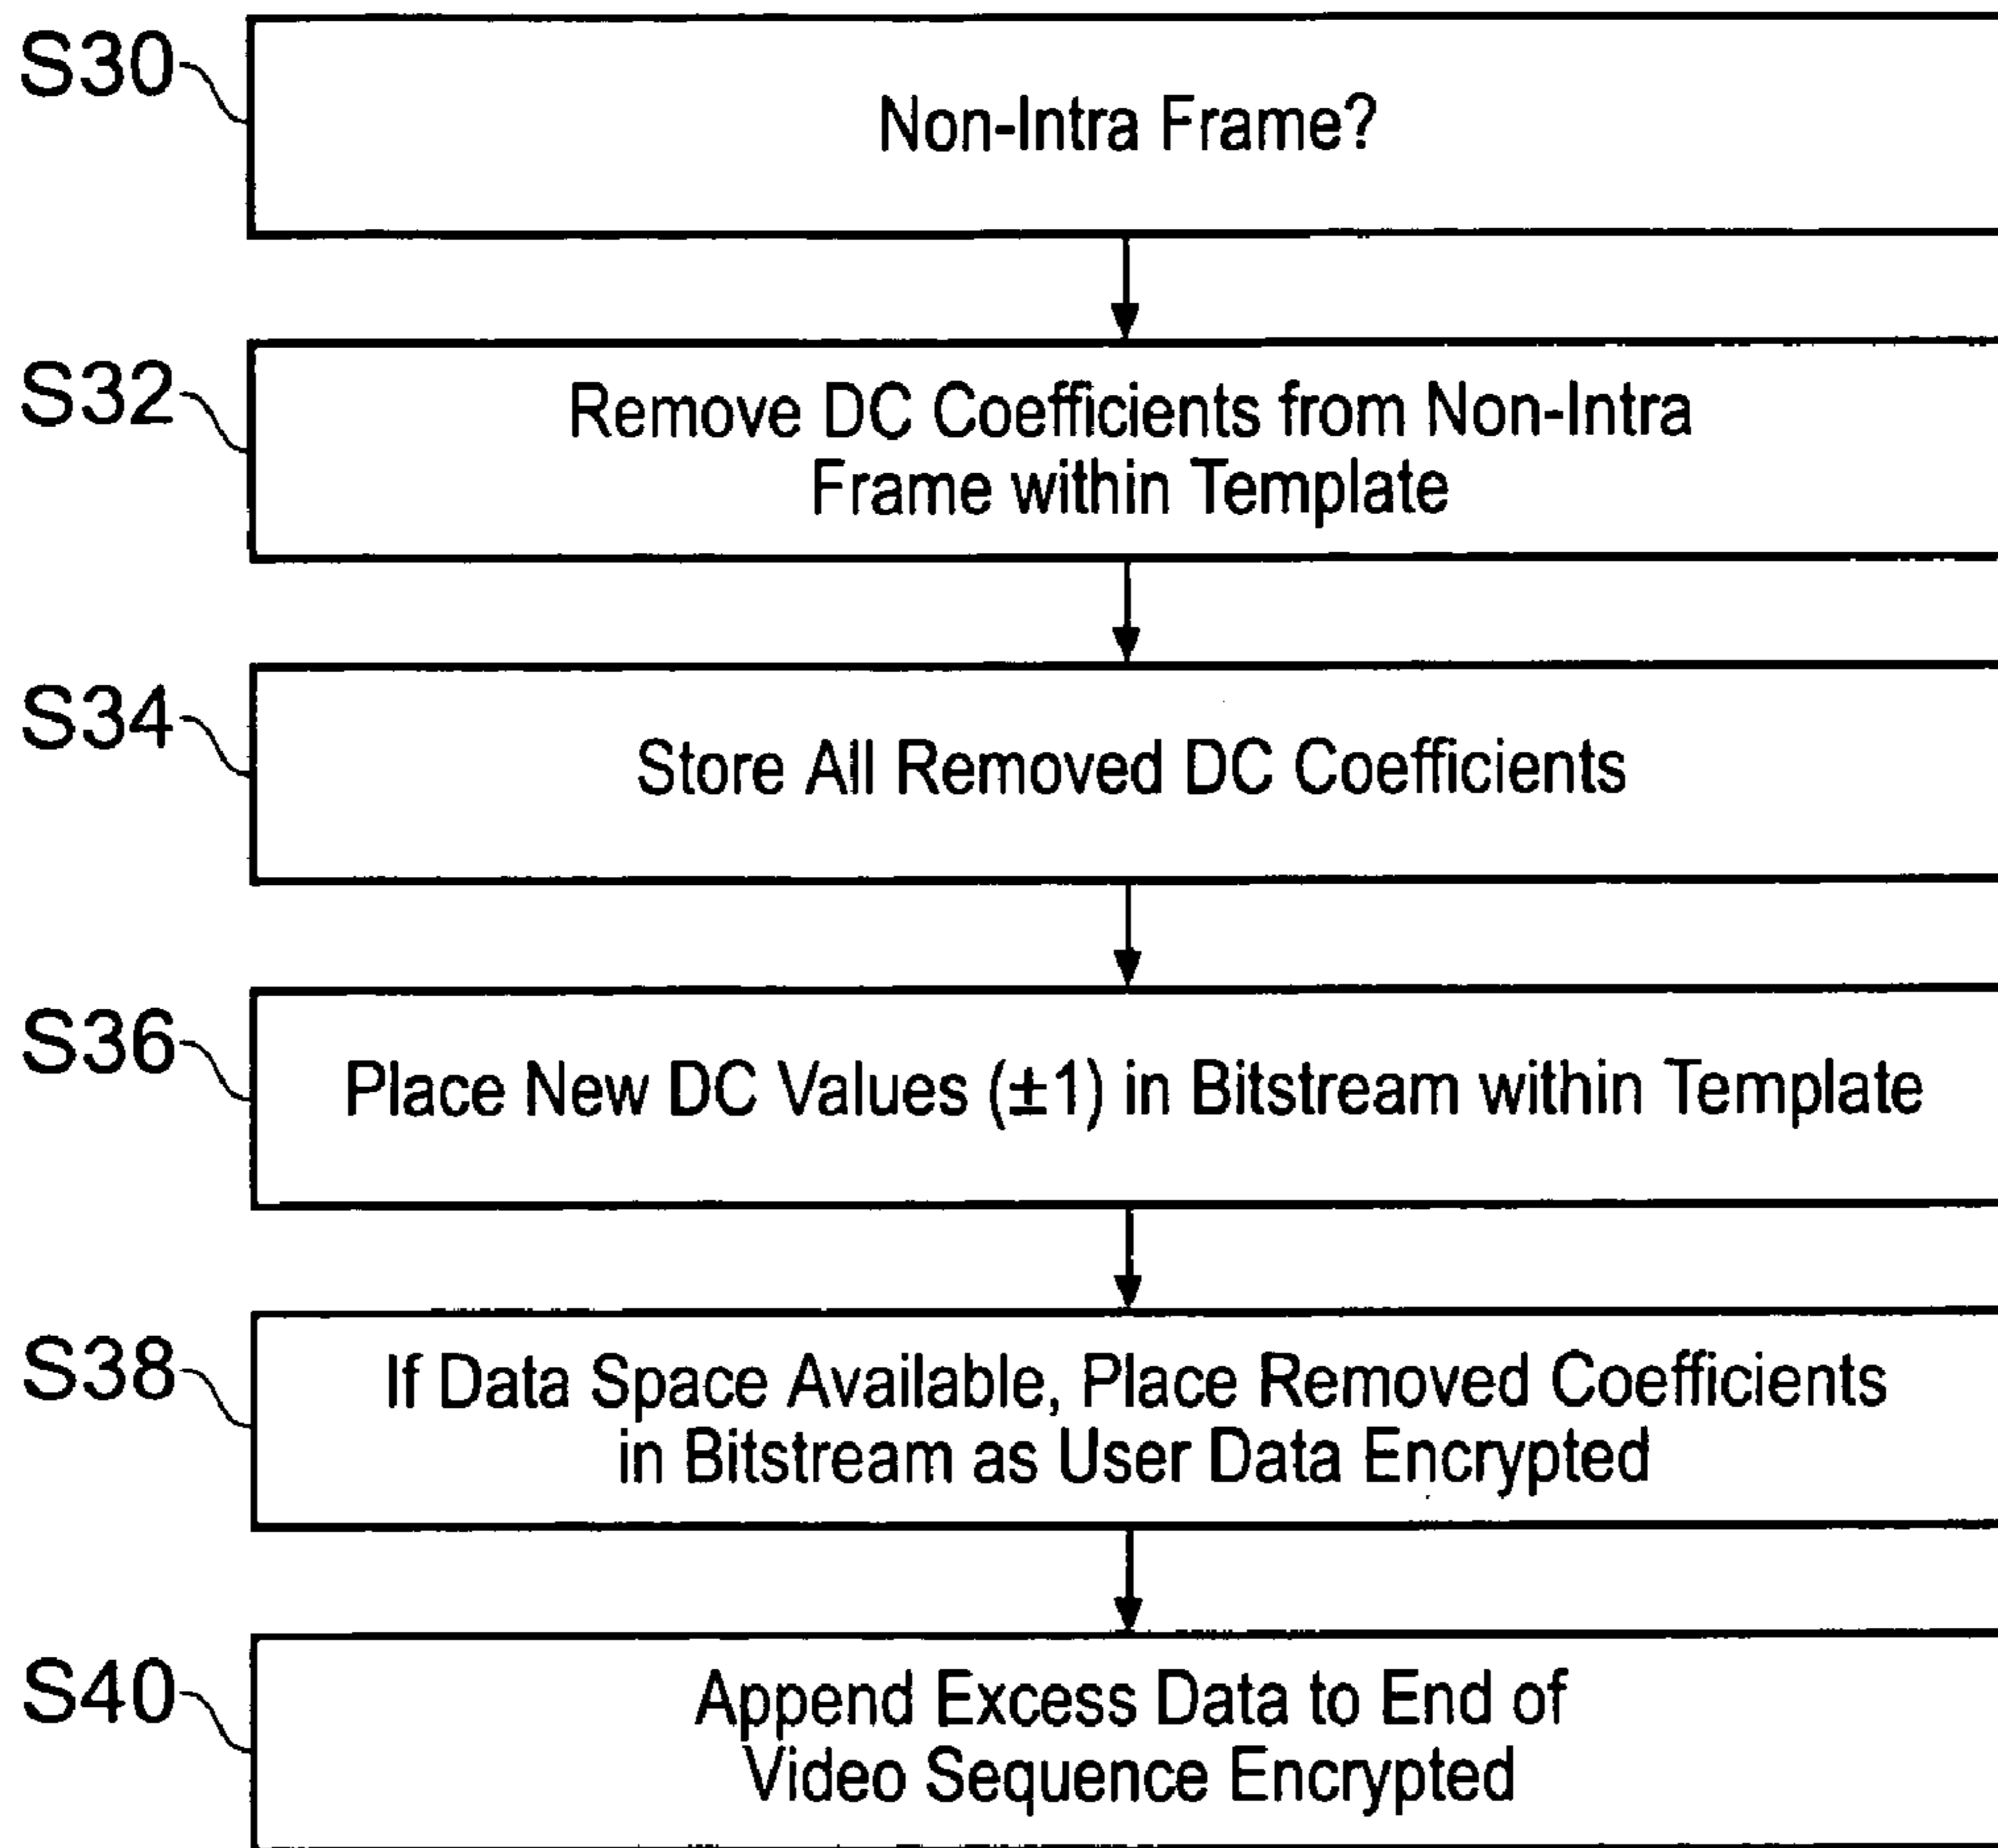 S30
Non-Intra Frame?
S32
Remove DC Coefficients from Non-Intra
Frame within Template
S34
Store All Removed DC Coefficients
S36
Place New DC Values (±1) in Bitstream within Template
S38
If Data Space Available, Place Removed Coefficients
in Bitstream as User Data Encrypted
S40
Append Excess Data to End of
Video Sequence Encrypted